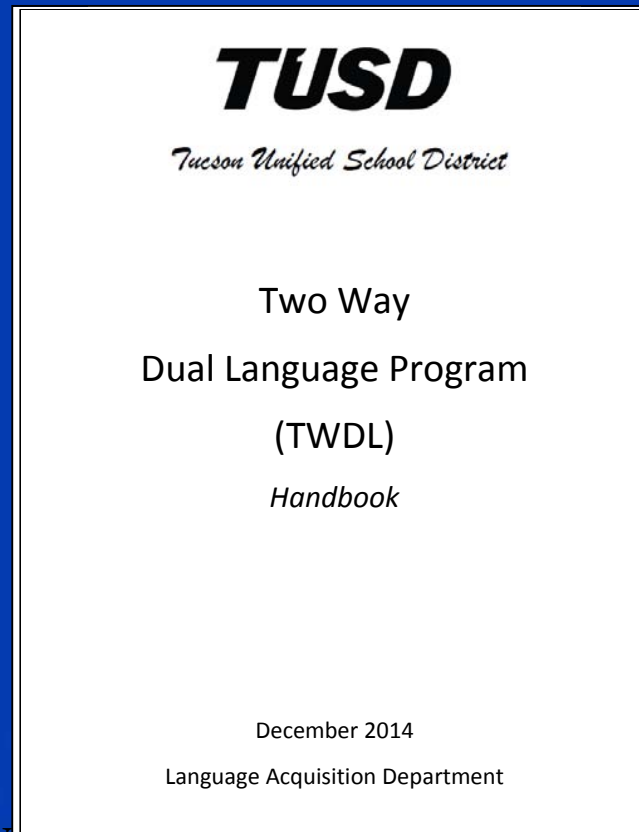 TUSD
Tucson Unified School District
Two Way
Dual Language Program
(TWDL)
Handbook
December 2014
Language Acquisition Department